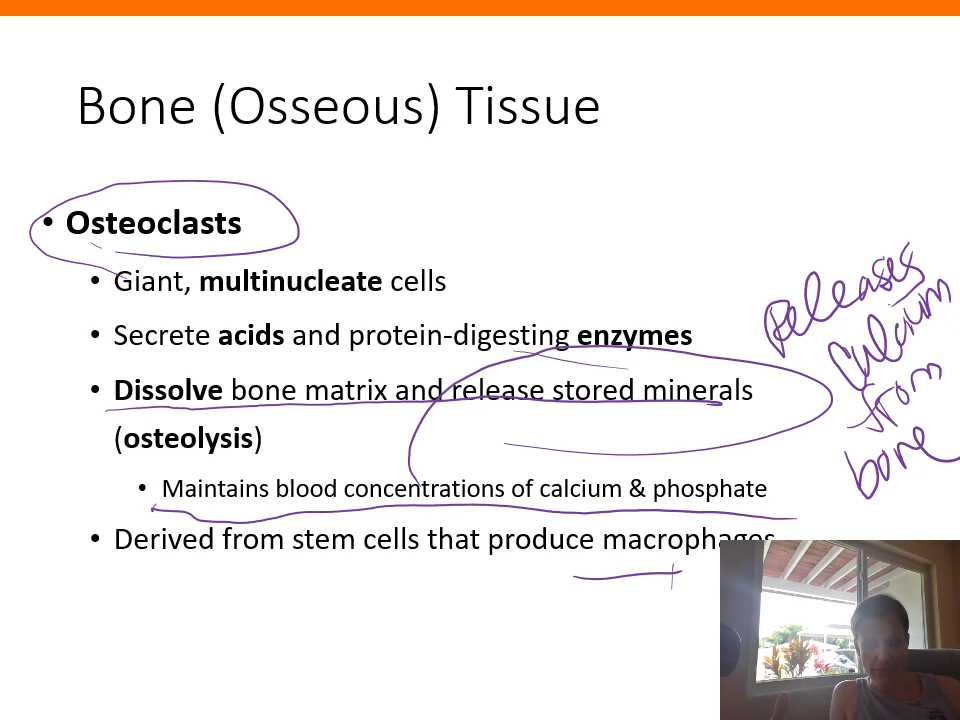 Bone (Osseous) Tissue
• Osteoclasts
• Giant, multinucleate cells
• Secrete acids and protein-digesting enzymes
• Dissolve bone matrix and release stored minerals
(osteolysis)
• Maintains blood concentrations of calcium & phosphate
• Derived from stem cells that produce macrophages
Releases
Calcium
from
bone